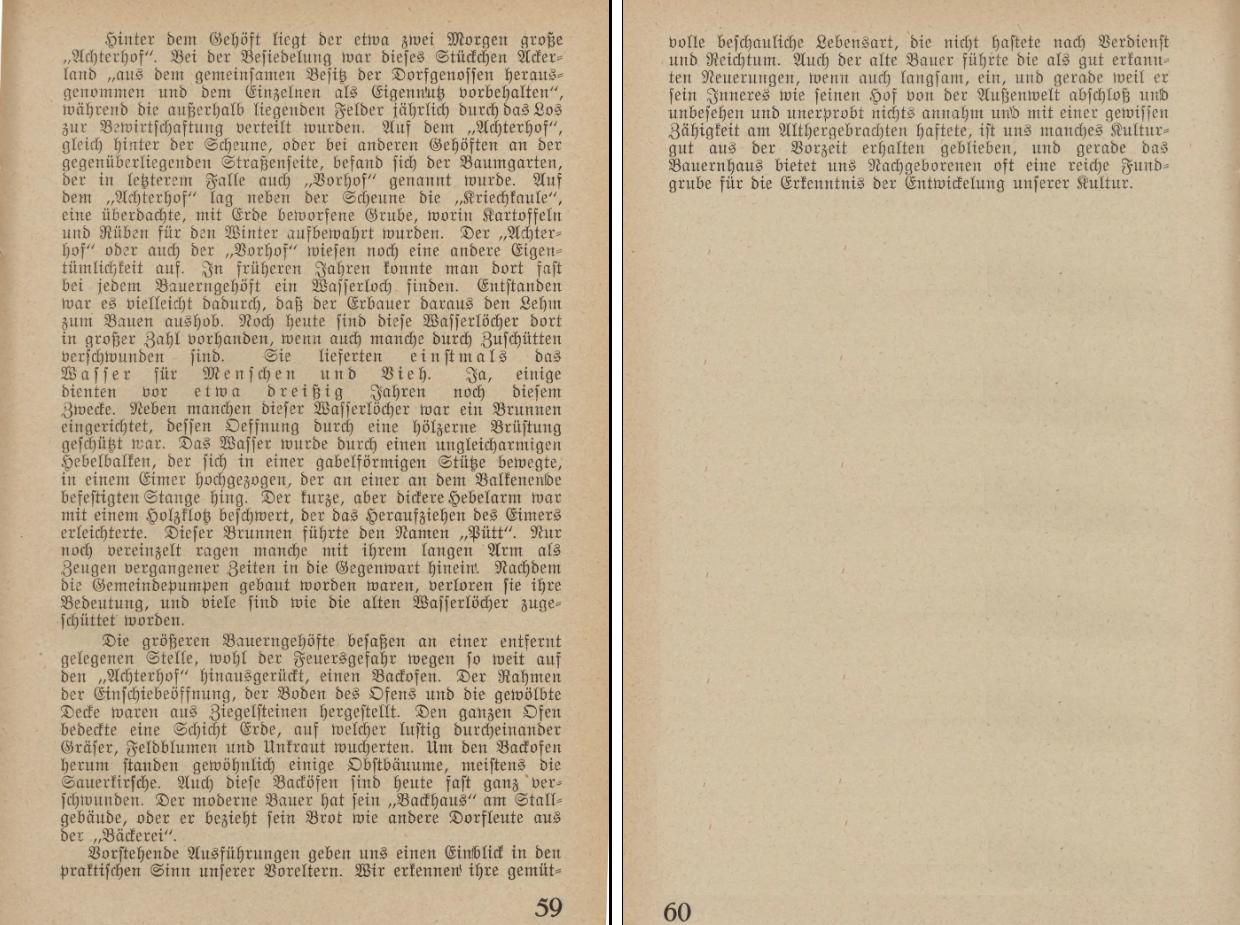 Hinter dem Gehöft liegt der etwa zwei Morgen große
„Achterhof“. Bei der Besiedelung war dieses Stückchen Acker-
land „aus dem gemeinsamen Besitz der Dorfgenossen heraus-
genommen und dem Einzelnen als Eigennutz vorbehalten“,
während die außerhalb liegenden Felder jährlich durch das Los
zur Bewirtschaftung verteilt wurden. Auf dem „Achterhof“,
gleich hinter der Scheune, oder bei anderen Gehöften an der
gegenüberliegenden Straßenseite, befand sich der Baumgarten,
der in letzterem Falle auch „Vorhof“ genannt wurde. Auf
dem „Achterhof“ lag neben der Scheune die „Kriechkaule“,
eine überdachte, mit Erde beworfene Grube, worin Kartoffeln
und Rüben für den Winter aufbewahrt wurden. Der „Achter-
hof“ oder auch der „Vorhof“ wiesen noch eine andere Eigen-
tümlichkeit auf. In früheren Jahren konnte man dort fast
bei jedem Bauerngehöft ein Wasserloch finden. Entstanden
war es vielleicht dadurch, daß der Erbauer daraus den Lehm
zum Bauen aushob. Noch heute sind diese Wasserlöcher dort
in großer Zahl vorhanden, wenn auch manche durch Zuschütten
verschwunden sind. Sie lieferten einstmals das
Wasser für Menschen und Vieh. Ja, einige
dienten vor etwa dreißig Jahren noch diesem
Zwecke. Neben manchen dieser Wasserlöcher war ein Brunnen
eingerichtet, dessen Oeffnung durch eine hölzerne Brüstung
geschützt war. Das Wasser wurde durch einen ungleicharmigen
Hebelbalken, der sich in einer gabelförmigen Stütze bewegte,
in einem Eimer hochgezogen, der an einer an dem Balkenende
befestigten Stange hing. Der kurze, aber dickere Hebelarm war
mit einem Holzklotz beschwert, der das Heraufziehen des Eimers
erleichterte. Dieser Brunnen führte den Namen „Pütt“. Nur
noch vereinzelt ragen manche mit ihrem langen Arm als
Zeugen vergangener Zeiten in die Gegenwart hinein. Nachdem
die Gemeindepumpen gebaut worden waren, verloren sie ihre
Bedeutung, und viele sind wie die alten Wasserlöcher zuge-
schüttet worden.
Die größeren Bauerngehöfte besaßen an einer entfernt
gelegenen Stelle, wohl der Feuersgefahr wegen so weit auf
den „Achterhof“ hinausgerückt, einen Backofen. Der Rahmen
der Einschiebeöffnung, der Boden des Ofens und die gewölbte
Decke waren aus Ziegelsteinen hergestellt. Den ganzen Ofen
bedeckte eine Schicht Erde, auf welcher lustig durcheinander
Gräser, Feldblumen und Unkraut wucherten. Um den Backofen
herum standen gewöhnlich einige Obstbäuume, meistens die
Sauerkirsche. Auch diese Backöfen sind heute fast ganz ver-
schwunden. Der moderne Bauer hat sein „Backhaus“ am Stall-
gebäude, oder er bezieht sein Brot wie andere Dorfleute aus
der „Bäckerei“.
Vorstehende Ausführungen geben uns einen Einblick in den
praktischen Sinn unserer Voreltern. Wir erkennen ihre gemüt-
59
volle beschauliche Lebensart, die nicht hastete nach Verdienst
und Reichtum. Auch der alte Bauer führte die als gut erkann-
ten Neuerungen, wenn auch langsam, ein, und gerade weil er
sein Inneres wie seinen Hof von der Außenwelt abschloß und
unbesehen und unerprobt nichts annahm und mit einer gewissen
Zähigkeit am Althergebrachten haftete, ist uns manches Kultur-
gut aus der Vorzeit erhalten geblieben, und gerade das
Bauernhaus bietet uns Nachgeborenen oft eine reiche Fund-
grube für die Erkenntnis der Entwickelung unserer Kultur.
60